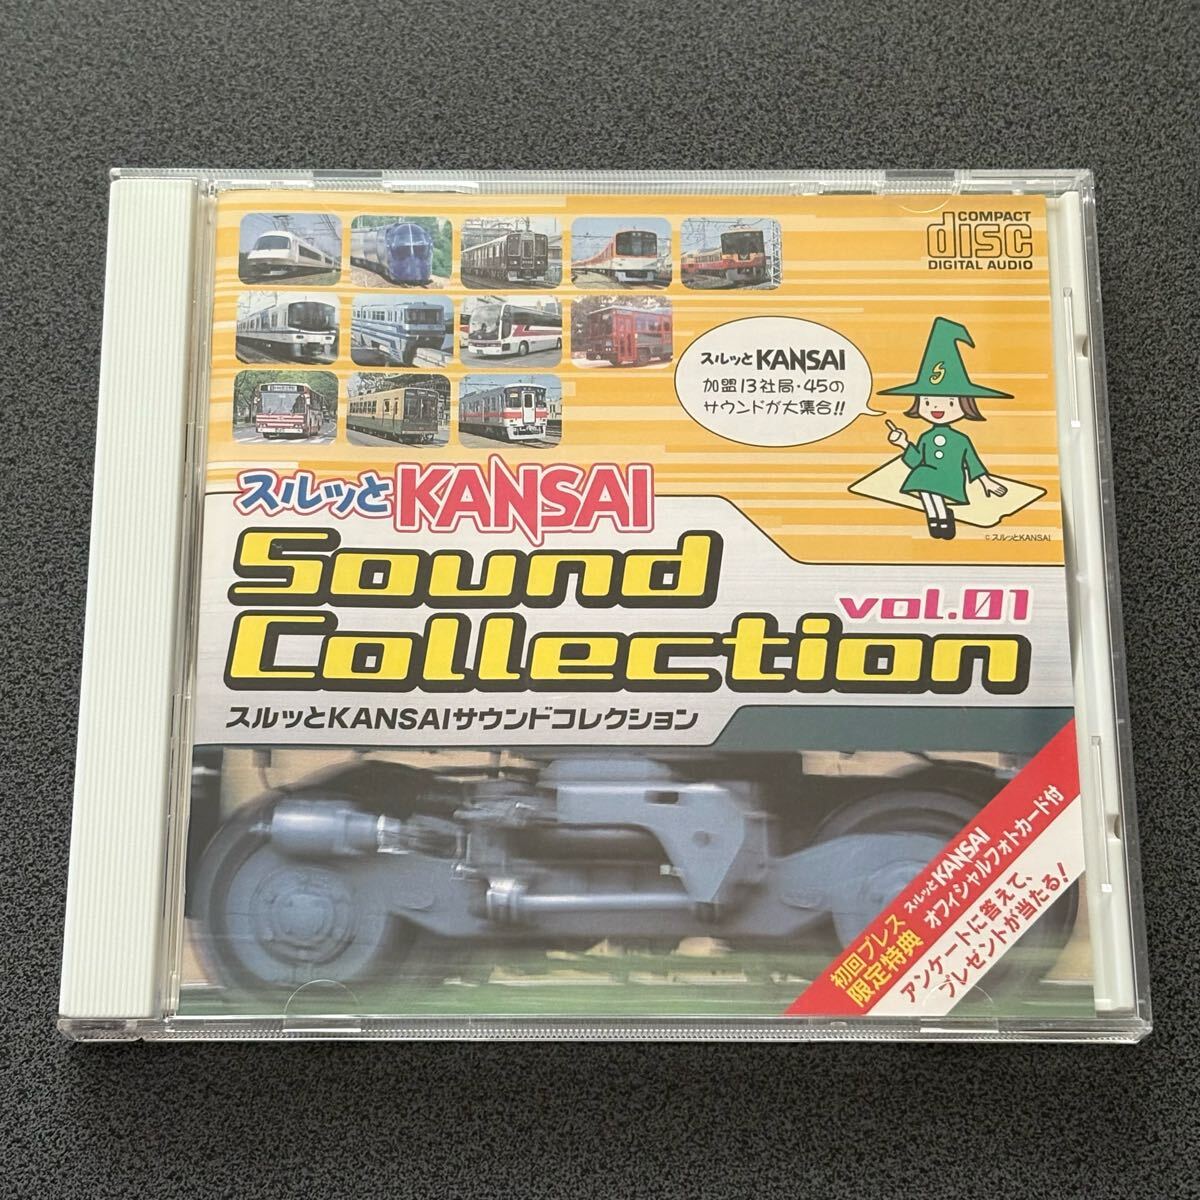 COMPACT
disc
DIGITAL AUDIO
スルッとKANSAI
加盟13社局・45の
サウンドが大集合!!
S
© スルッとKANSAI
スルッとKANSAI
Sound
Collection
vol.01
スルッとKANSAIサウンドコレクション
初回プレス
限定特典
スルッとKANSAI
オフィシャルフォトカード付
アンケートに答えて、
プレゼントが当たる!